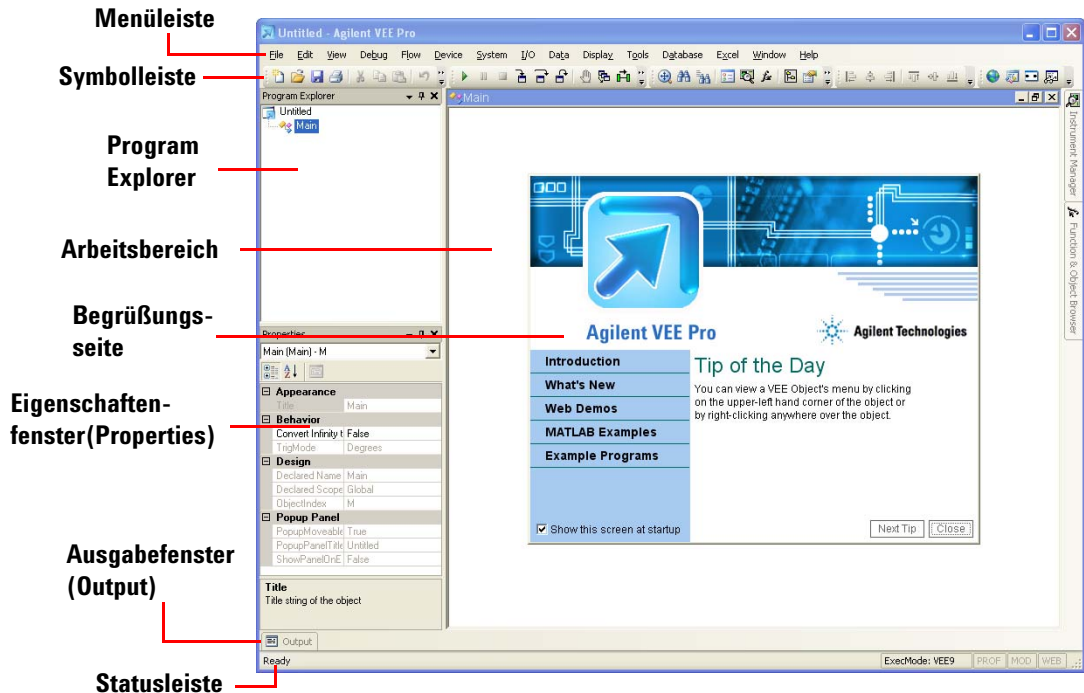 Menüleiste
Symbolleiste
Program
Explorer
Arbeitsbereich
Begrüßungs-
seite
Eigenschaften-
fenster(Properties)
Ausgabefenster
(Output)
Statusleiste
Untitled - Agilent VEE Pro
File Edit View Debug Flow Device System I/O Data Display Tools Database Excel Window Help
Program Explorer
Untitled
Main
Main
Instrument Manager
Function & Object Browser
Properties
Main (Main) - M
Appearance
Title Main
Behavior
Convert Infinity t False
TrigMode Degrees
Design
Declared Name Main
Declared Scope Global
ObjectIndex M
Popup Panel
PopupMoveable True
PopupPanelTitle Untitled
ShowPanelOnE False
Title
Title string of the object
Agilent VEE Pro
Agilent Technologies
Introduction
What's New
Web Demos
MATLAB Examples
Example Programs
Show this screen at startup
Tip of the Day
You can view a VEE Object's menu by clicking
on the upper-left hand corner of the object or
by right-clicking anywhere over the object.
Next Tip Close
Output
Ready
ExecMode: VEE9 PROF MOD WEB